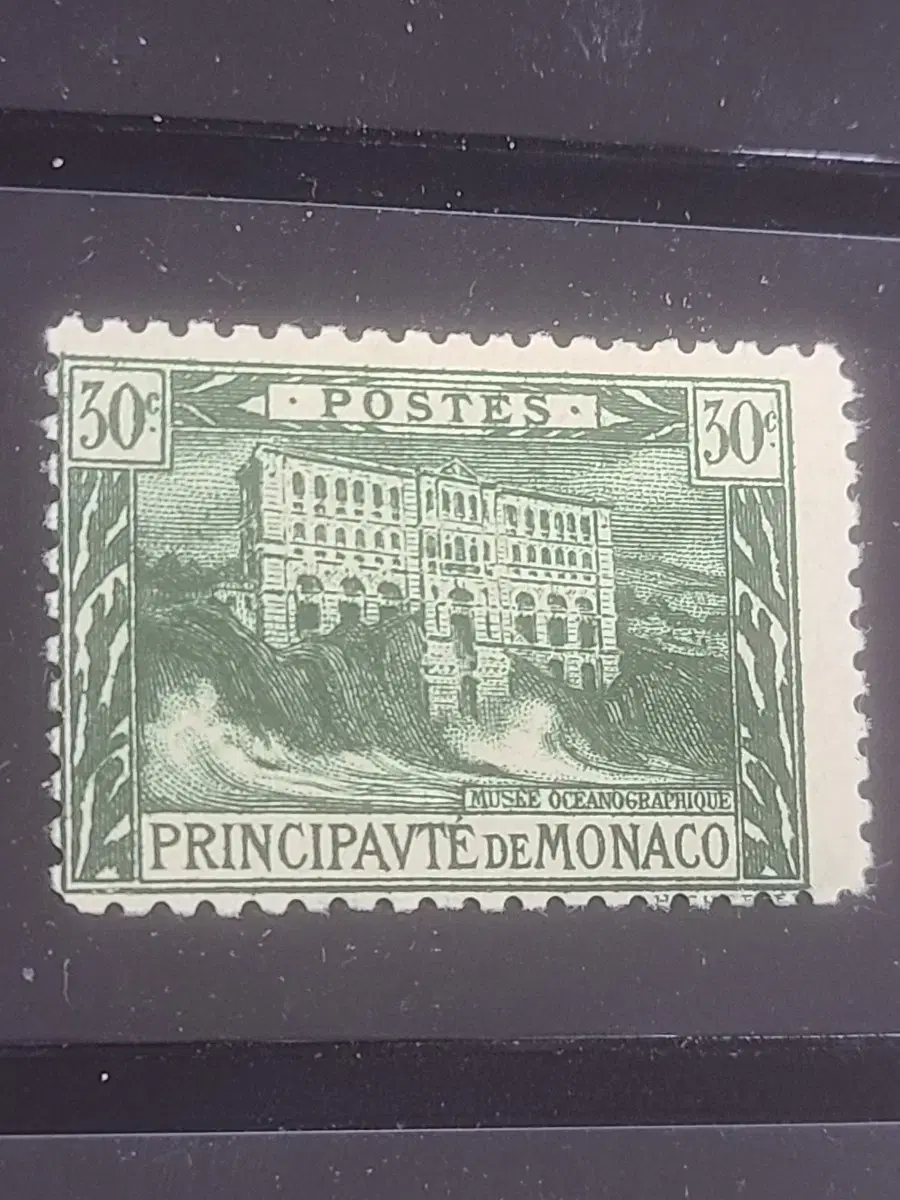 30c.
· POSTES ·
30c.
MUSÉE OCEANOGRAPHIQUE
PRINCIPAVTÉ DE MONACO